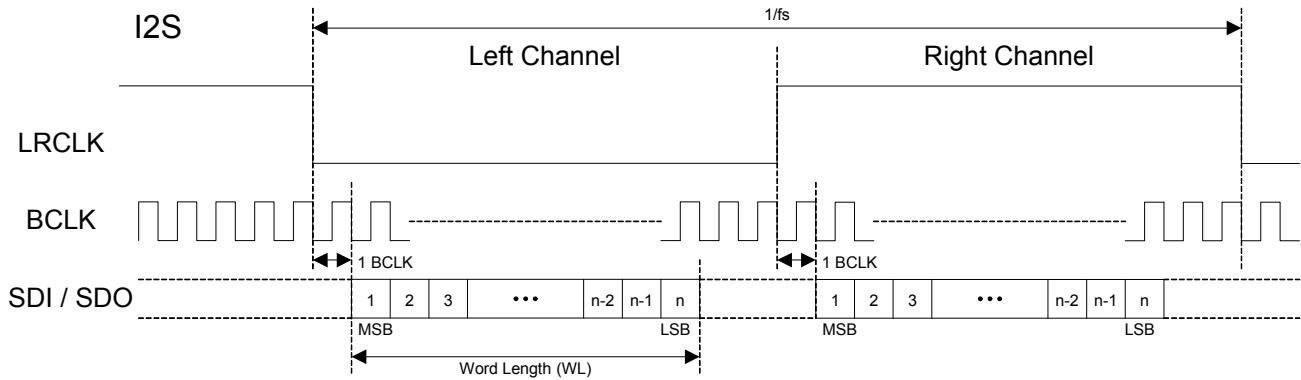 I2S
1/fs
Left Channel
Right Channel
LRCLK
BCLK
1 BCLK
1 BCLK
SDI / SDO
1 2 3 ••• n-2 n-1 n
1 2 3 ••• n-2 n-1 n
MSB
LSB
MSB
LSB
Word Length (WL)